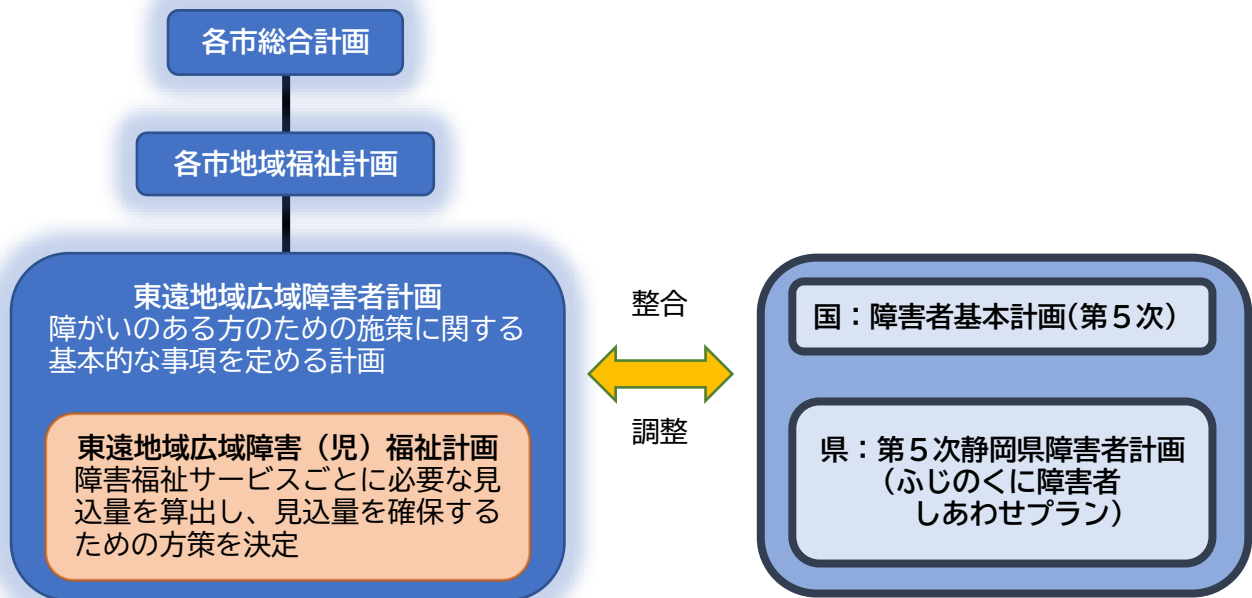 各市総合計画
各市地域福祉計画
東遠地域広域障害者計画
障がいのある方のための施策に関する
基本的な事項を定める計画
東遠地域広域障害（児）福祉計画
障害福祉サービスごとに必要な見
込量を算出し、見込量を確保する
ための方策を決定
整合
調整
国：障害者基本計画(第５次）
県：第５次静岡県障害者計画
（ふじのくに障害者
しあわせプラン）